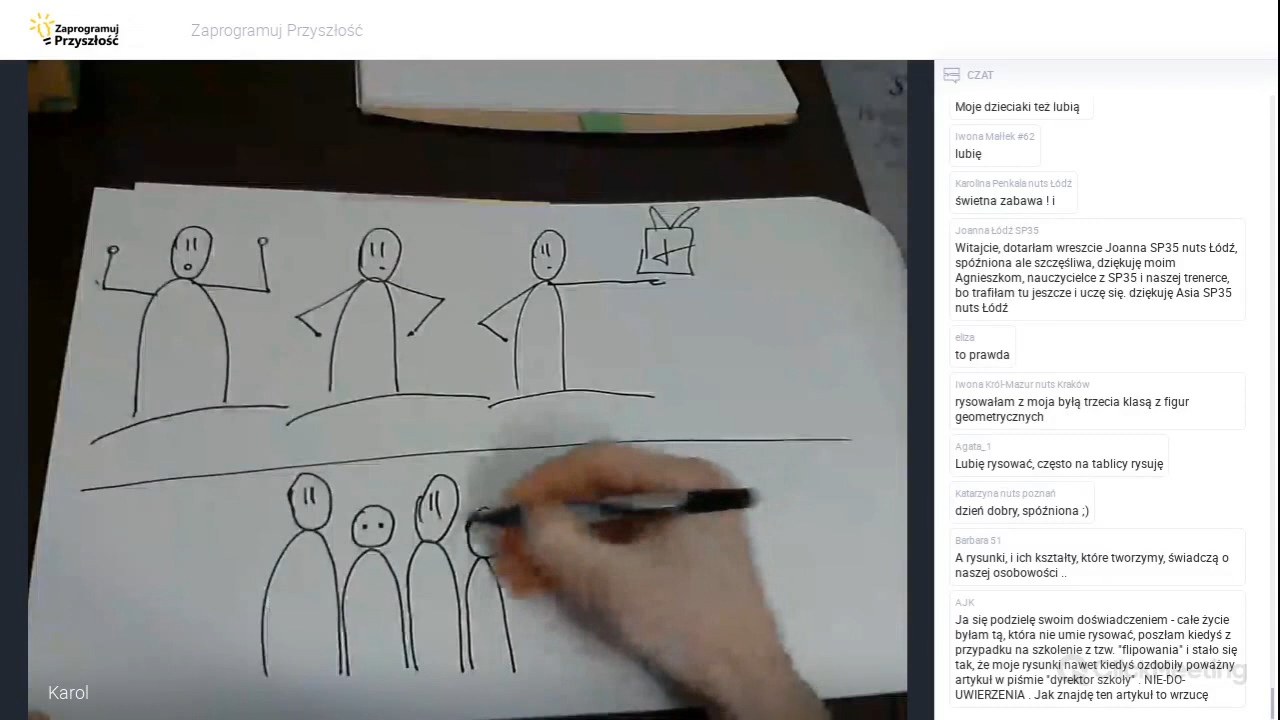 Zaprogramuj
Przyszłość
Zaprogramuj Przyszłość
CZAT
Moje dzieciaki też lubią
Iwona Małłek #62
lubię
Karolina Penkala nuts Łódź
świetna zabawa ! i
Joanna Łódź SP35
Witajcie, dotarłam wreszcie Joanna SP35 nuts Łódź,
spóźniona ale szczęśliwa, dziękuję moim
Agnieszkom, nauczycielce z SP35 i naszej trenerce,
bo trafiłam tu jeszcze i uczę się. dziękuję Asia SP35
nuts Łódź
eliza
to prawda
Iwona Król-Mazur nuts Kraków
rysowałam z moja byłą trzecia klasą z figur
geometrycznych
Agata_1
Lubię rysować, często na tablicy rysuję
Katarzyna nuts poznań
dzień dobry, spóźniona ;)
Barbara 51
A rysunki, i ich kształty, które tworzymy, świadczą o
naszej osobowości ..
AJK
Ja się podzielę swoim doświadczeniem - całe życie
byłam tą, która nie umie rysować, poszłam kiedyś z
przypadku na szkolenie z tzw. "flipowania" i stało się
tak, że moje rysunki nawet kiedyś ozdobiły poważny
artykuł w piśmie "dyrektor szkoły" . NIE-DO-
UWIERZENIA . Jak znajdę ten artykuł to wrzucę
Karol